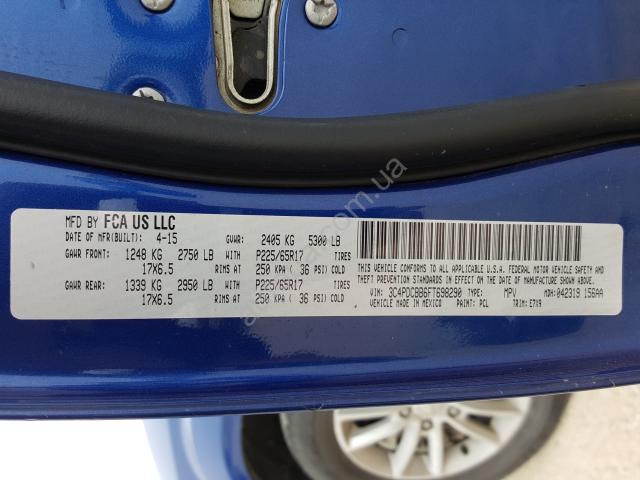 MFD BY FCA US LLC
DATE OF MFR(BUILT): 4-15 GVWR: 2405 KG 5300 LB
GAWR FRONT: 1248 KG 2750 LB WITH P225/65R17 TIRES
17X6.5 RIMS AT 250 KPA ( 36 PSI) COLD
GAWR REAR: 1339 KG 2950 LB WITH P225/65R17 TIRES
17X6.5 RIMS AT 250 KPA ( 36 PSI) COLD
THIS VEHICLE CONFORMS TO ALL APPLICABLE U.S.A. FEDERAL MOTOR VEHICLE SAFETY, BUMPER, AND
THEFT PREVENTION STANDARDS IN EFFECT ON THE DATE OF MANUFACTURE SHOWN ABOVE.
VIN: 3C4PDCBB6FT698290 TYPE: MPV MDH: 042319 156AA
VEHICLE MADE IN MEXICO PAINT: PCL TRIM: E7X9